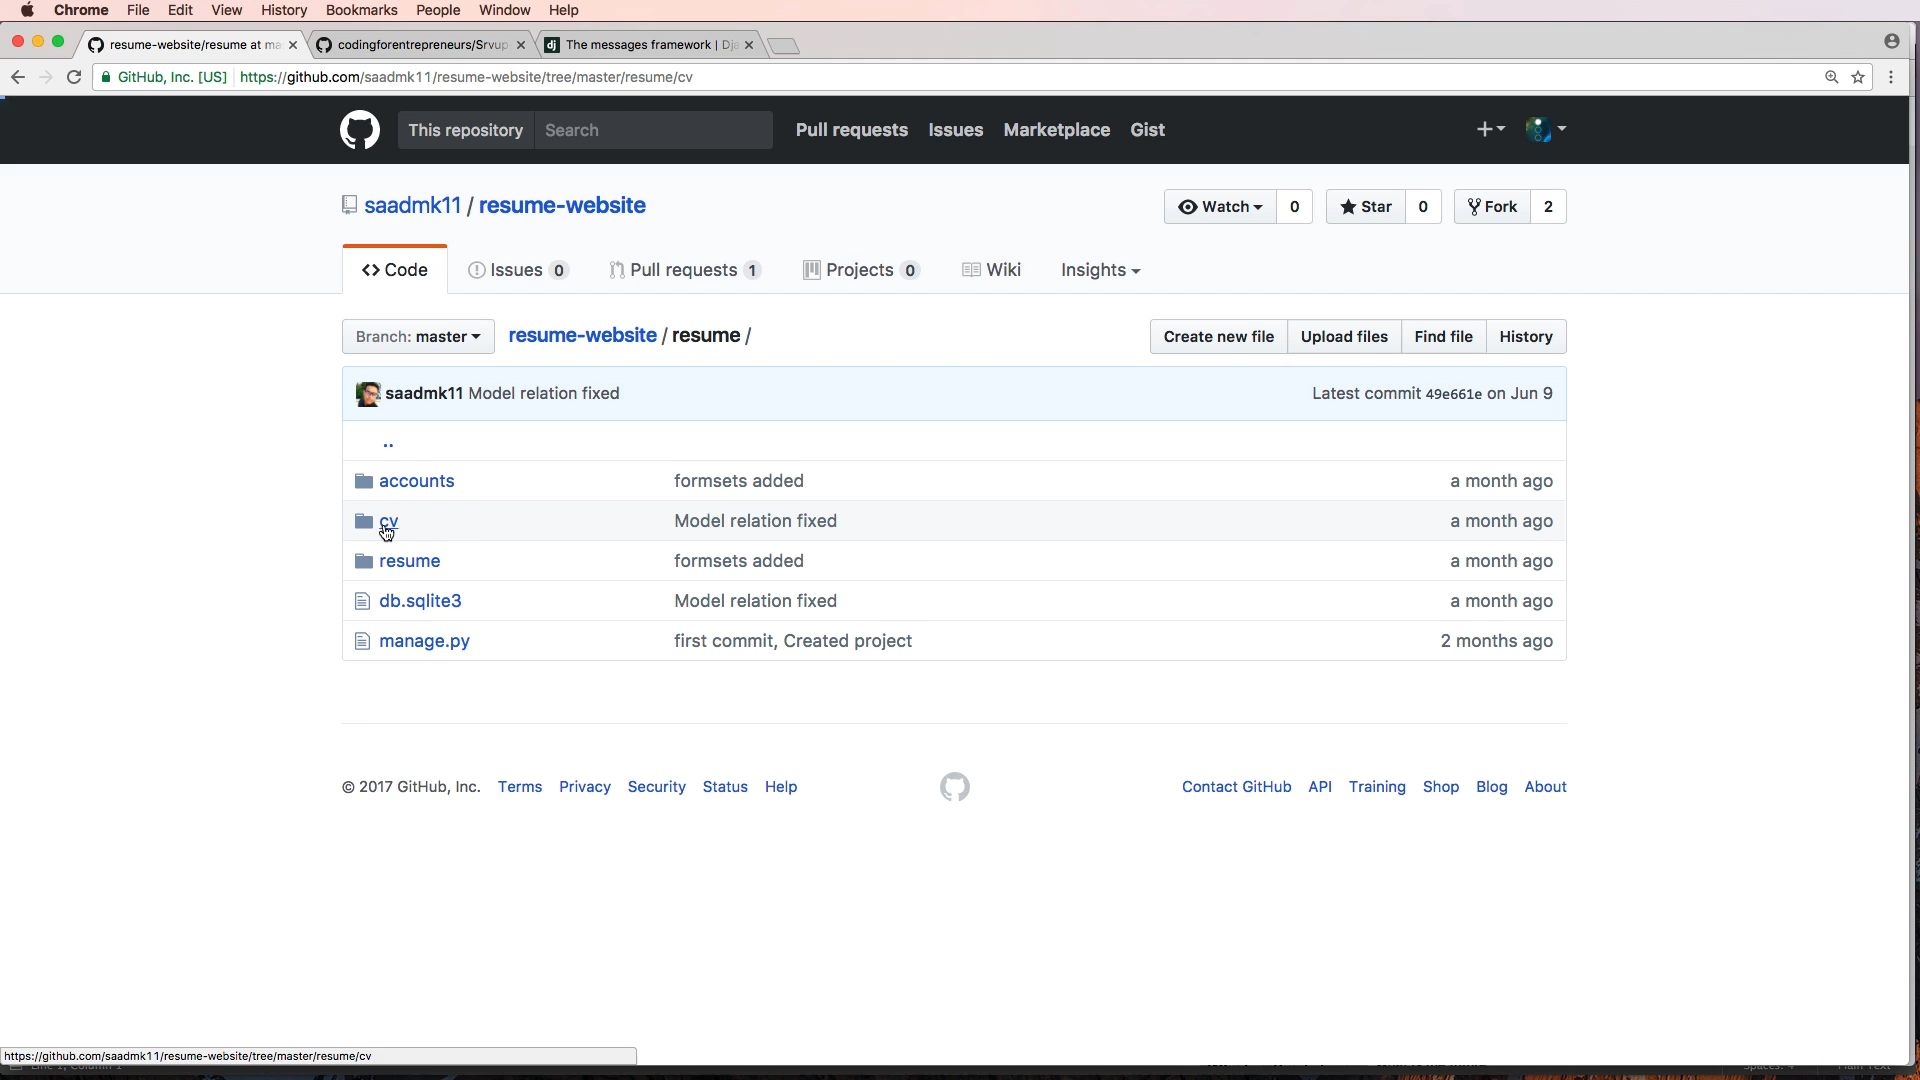 Chrome File Edit View History Bookmarks People Window Help
resume-website/resume at ma
codingforentrepreneurs/Srvup
dj The messages framework | Dja
GitHub, Inc. [US] https://github.com/saadmk11/resume-website/tree/master/resume/cv
This repository Search Pull requests Issues Marketplace Gist
saadmk11 / resume-website
Watch 0 Star 0 Fork 2
<> Code Issues 0 Pull requests 1 Projects 0 Wiki Insights
Branch: master resume-website / resume / Create new file Upload files Find file History
saadmk11 Model relation fixed Latest commit 49e661e on Jun 9
..
accounts formsets added a month ago
cv Model relation fixed a month ago
resume formsets added a month ago
db.sqlite3 Model relation fixed a month ago
manage.py first commit, Created project 2 months ago
© 2017 GitHub, Inc. Terms Privacy Security Status Help Contact GitHub API Training Shop Blog About
https://github.com/saadmk11/resume-website/tree/master/resume/cv